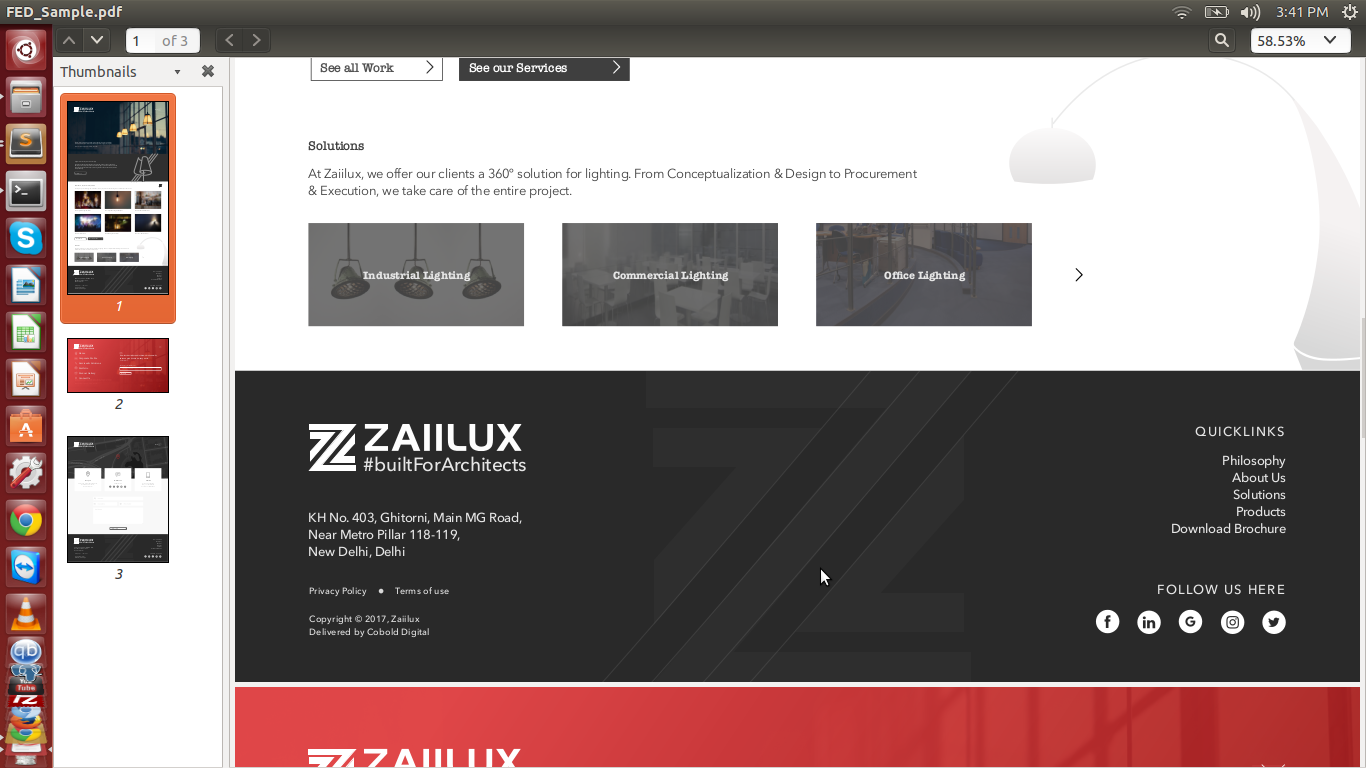 FED_Sample.pdf
3:41 PM
1 of 3
58.53%
Thumbnails
1
2
3
See all Work
See our Services
Solutions
At Zaiilux, we offer our clients a 360° solution for lighting. From Conceptualization & Design to Procurement
& Execution, we take care of the entire project.
Industrial Lighting
Commercial Lighting
Office Lighting
ZAIILUX
#builtForArchitects
KH No. 403, Ghitorni, Main MG Road,
Near Metro Pillar 118-119,
New Delhi, Delhi
Privacy Policy ● Terms of use
Copyright © 2017, Zaiilux
Delivered by Cobold Digital
QUICKLINKS
Philosophy
About Us
Solutions
Products
Download Brochure
FOLLOW US HERE
ZAIILUX